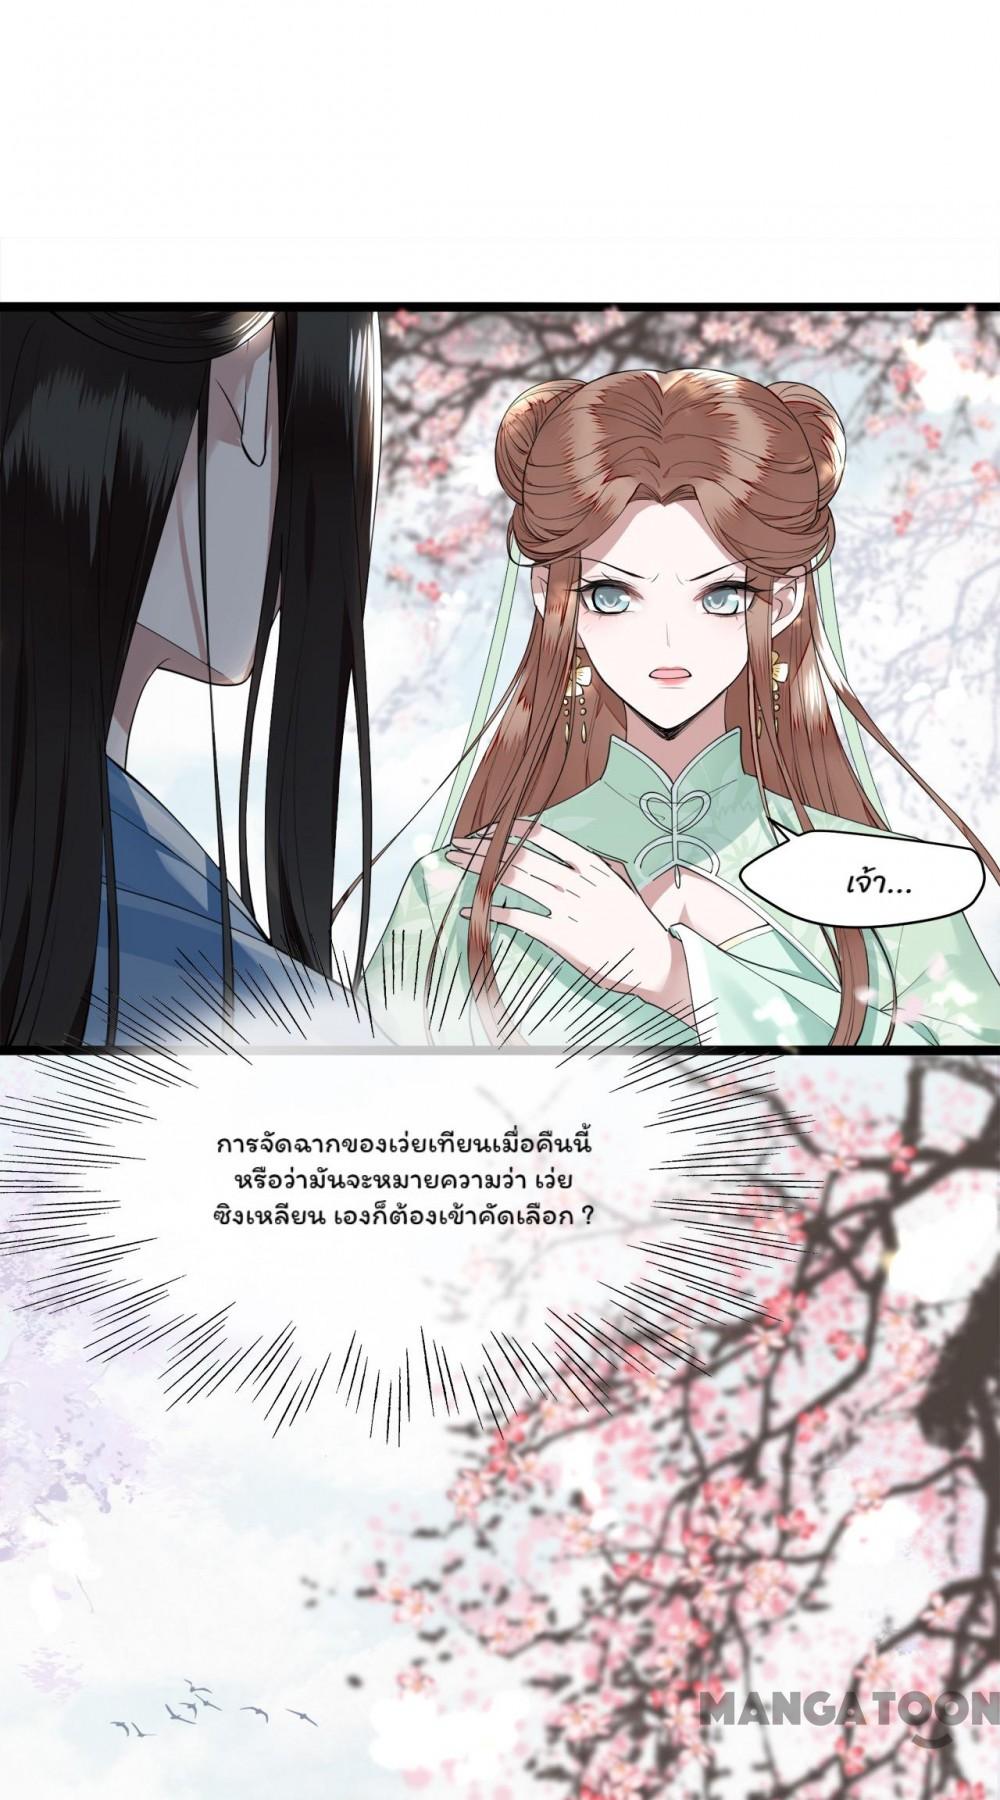 เจ้า...
การจัดฉากของเว่ยเทียนเมื่อคืนนี้
หรือว่ามันจะหมายความว่า เว่ย
ซิงเหลียน เองก็ต้องเข้าคัดเลือก ?
MANGATOON